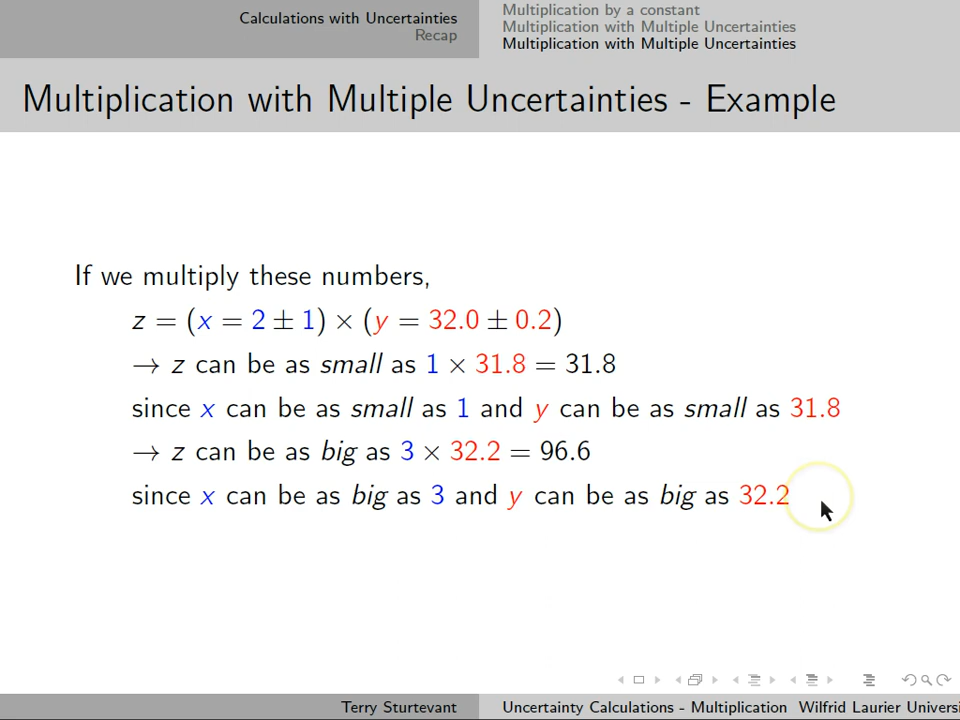 Calculations with Uncertainties
Recap
Multiplication by a constant
Multiplication with Multiple Uncertainties
Multiplication with Multiple Uncertainties
Multiplication with Multiple Uncertainties - Example
If we multiply these numbers,
z = (x = 2 ± 1) × (y = 32.0 ± 0.2)
→ z can be as small as 1 × 31.8 = 31.8
since x can be as small as 1 and y can be as small as 31.8
→ z can be as big as 3 × 32.2 = 96.6
since x can be as big as 3 and y can be as big as 32.2
Terry Sturtevant
Uncertainty Calculations - Multiplication Wilfrid Laurier Universi